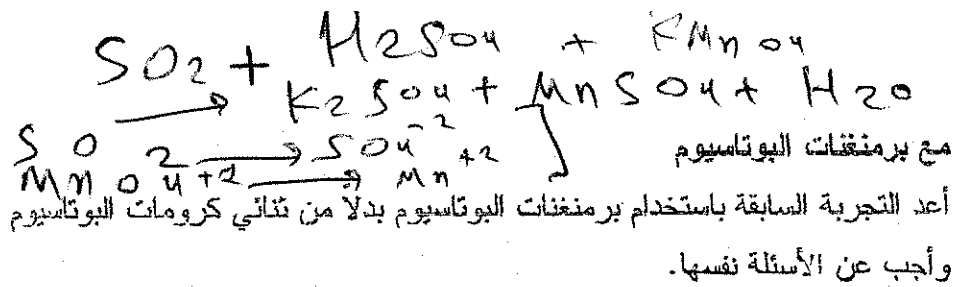 SO2 + H2SO4 + KMnO4
→ K2SO4 + MnSO4 + H2O
SO2 → SO4-2
MnO4+2 → Mn+2
مع برمنغنات البوتاسيوم
أعد التجربة السابقة باستخدام برمنغنات البوتاسيوم بدلا من ثنائي كرومات البوتاسيوم
وأجب عن الأسئلة نفسها.